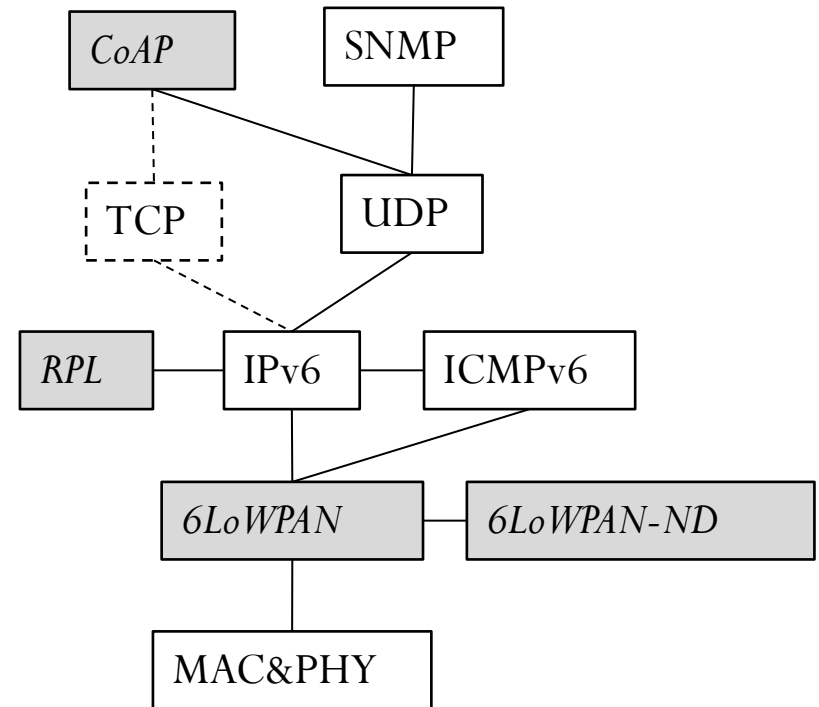 CoAP
SNMP
TCP
UDP
RPL
IPv6
ICMPv6
6LoWPAN
6LoWPAN-ND
MAC&PHY